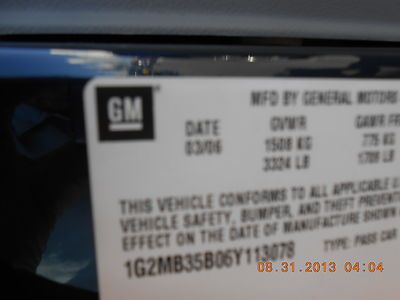 GM
MFD BY GENERAL MOTORS
DATE GVWR GAWR FR
03/06 1508 KG 775 KG
3324 LB 1709 LB
THIS VEHICLE CONFORMS TO ALL APPLICABLE U.
VEHICLE SAFETY, BUMPER, AND THEFT
EFFECT ON THE DATE OF MANUFACTURE SHOWN
1G2MB35B06Y113078 TYPE: PASS CAR
08.31.2013 04:04